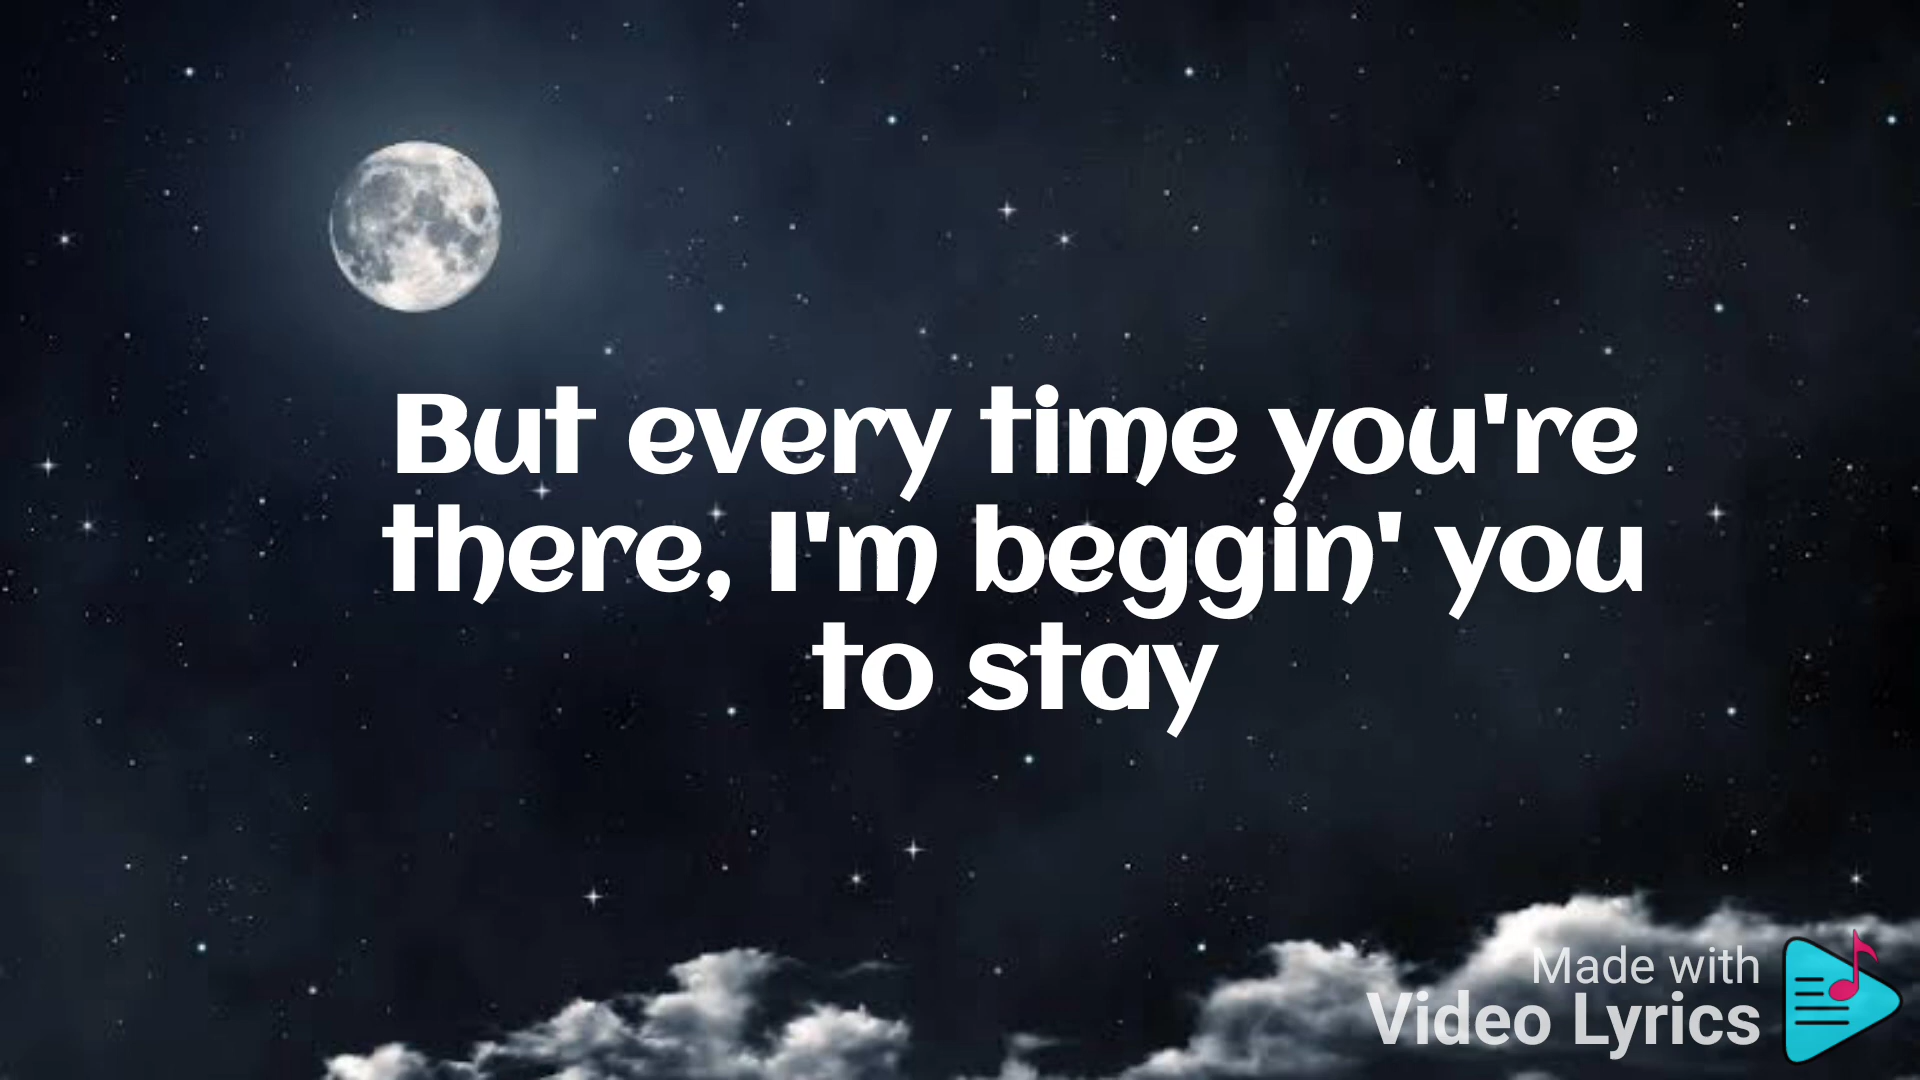 But every time you're
there, I'm beggin' you
to stay
Made with
Video Lyrics